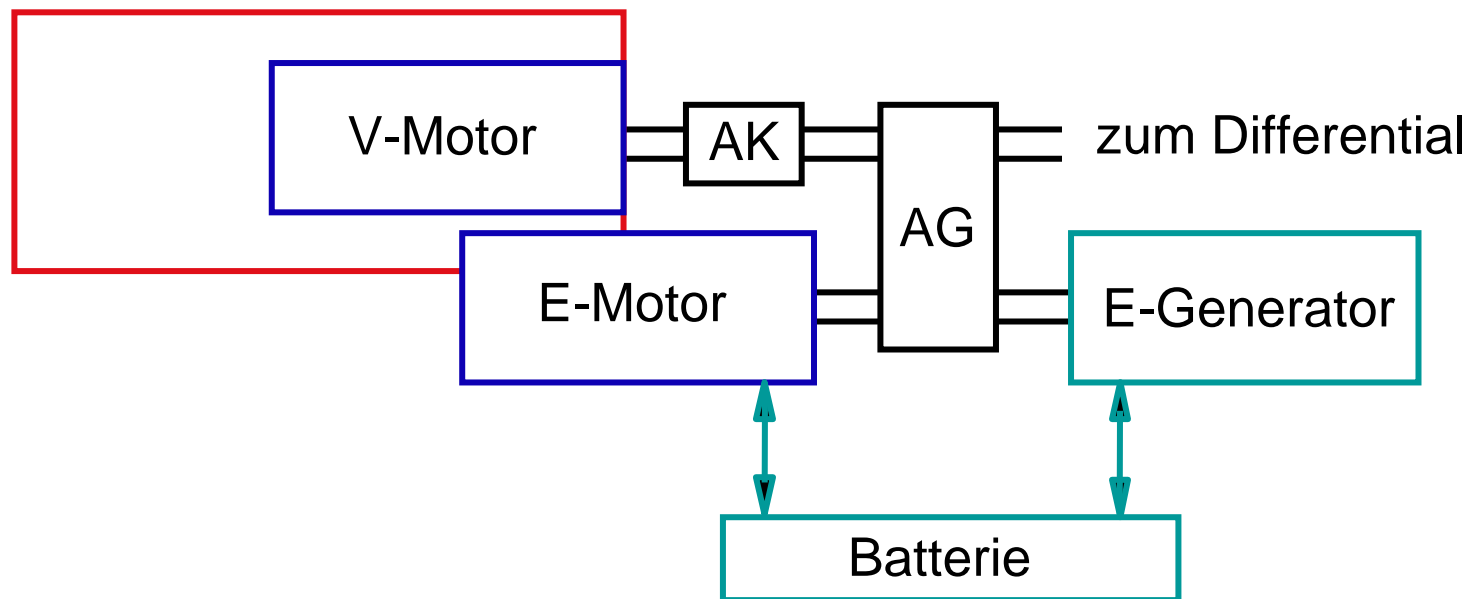 V-Motor
AK
zum Differential
AG
E-Motor
E-Generator
Batterie